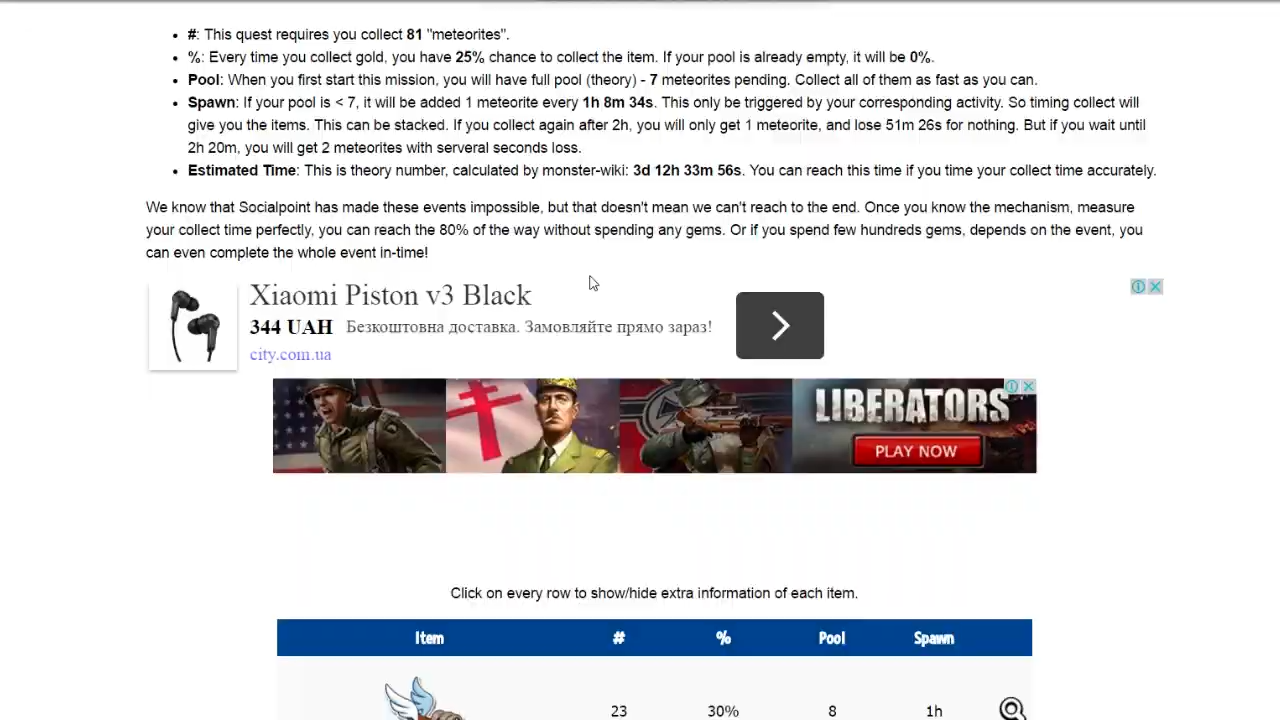 #: This quest requires you collect 81 "meteorites".
%: Every time you collect gold, you have 25% chance to collect the item. If your pool is already empty, it will be 0%.
Pool: When you first start this mission, you will have full pool (theory) - 7 meteorites pending. Collect all of them as fast as you can.
Spawn: If your pool is < 7, it will be added 1 meteorite every 1h 8m 34s. This only be triggered by your corresponding activity. So timing collect will
give you the items. This can be stacked. If you collect again after 2h, you will only get 1 meteorite, and lose 51m 26s for nothing. But if you wait until
2h 20m, you will get 2 meteorites with serveral seconds loss.
Estimated Time: This is theory number, calculated by monster-wiki: 3d 12h 33m 56s. You can reach this time if you time your collect time accurately.
We know that Socialpoint has made these events impossible, but that doesn't mean we can't reach to the end. Once you know the mechanism, measure
your collect time perfectly, you can reach the 80% of the way without spending any gems. Or if you spend few hundreds gems, depends on the event, you
can even complete the whole event in-time!
Xiaomi Piston v3 Black
344 UAH Безкоштовна доставка. Замовляйте прямо зараз!
city.com.ua
LIBERATORS
PLAY NOW
Click on every row to show/hide extra information of each item.
Item # % Pool Spawn
23 30% 8 1h